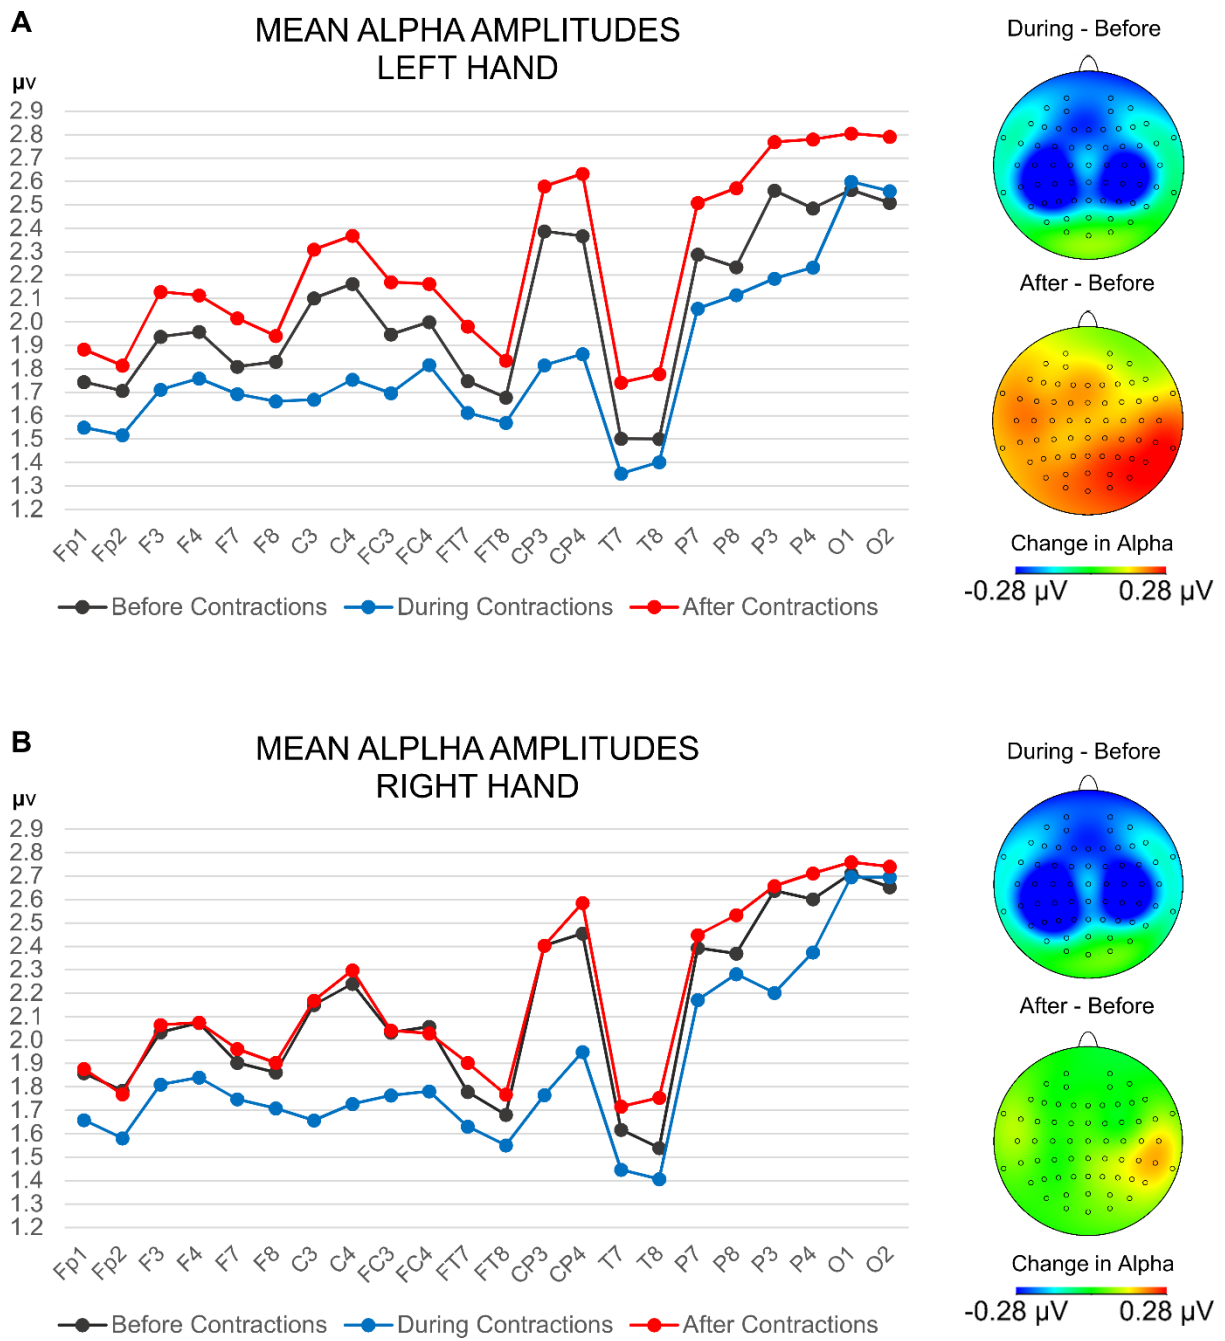 A
MEAN ALPHA AMPLITUDES
LEFT HAND
µv
2.9
2.8
2.7
2.6
2.5
2.4
2.3
2.2
2.1
2.0
1.9
1.8
1.7
1.6
1.5
1.4
1.3
1.2
Fp1 Fp2 F3 F4 F7 F8 C3 C4 FC3 FC4 FT7 FT8 CP3 CP4 T7 T8 P7 P8 P3 P4 O1 O2
Before Contractions During Contractions After Contractions
During - Before
After - Before
Change in Alpha
-0.28 µV 0.28 µV
B
MEAN ALPLHA AMPLITUDES
RIGHT HAND
µv
2.9
2.8
2.7
2.6
2.5
2.4
2.3
2.2
2.1
2.0
1.9
1.8
1.7
1.6
1.5
1.4
1.3
1.2
Fp1 Fp2 F3 F4 F7 F8 C3 C4 FC3 FC4 FT7 FT8 CP3 CP4 T7 T8 P7 P8 P3 P4 O1 O2
Before Contractions During Contractions After Contractions
During - Before
After - Before
Change in Alpha
-0.28 µV 0.28 µV